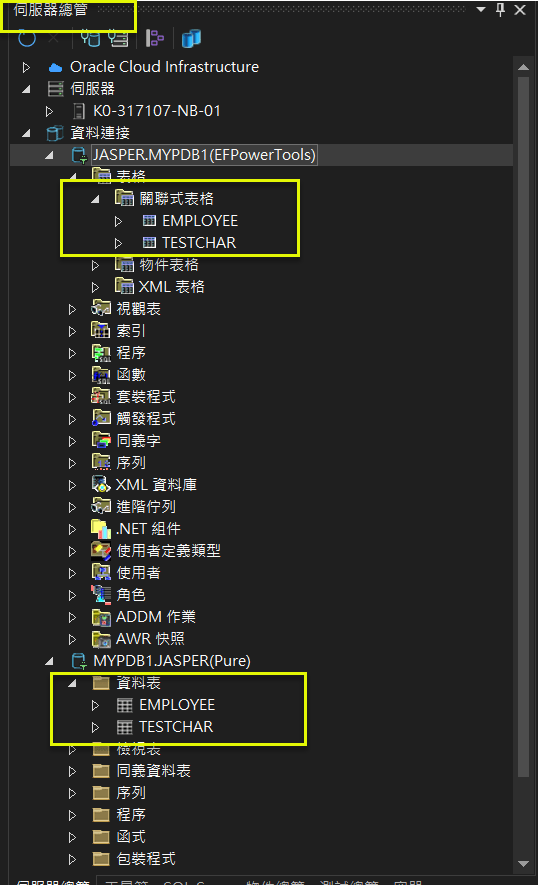 伺服器總管
Oracle Cloud Infrastructure
伺服器
K0-317107-NB-01
資料連接
JASPER.MYPDB1(EFPowerTools)
表格
關聯式表格
EMPLOYEE
TESTCHAR
物件表格
XML 表格
視觀表
索引
程序
函數
套裝程式
觸發程式
同義字
序列
XML 資料庫
進階佇列
.NET 組件
使用者定義類型
使用者
角色
ADDM 作業
AWR 快照
MYPDB1.JASPER(Pure)
資料表
EMPLOYEE
TESTCHAR
檢視表
同義資料表
序列
程序
函式
包裝程式
伺服器總管